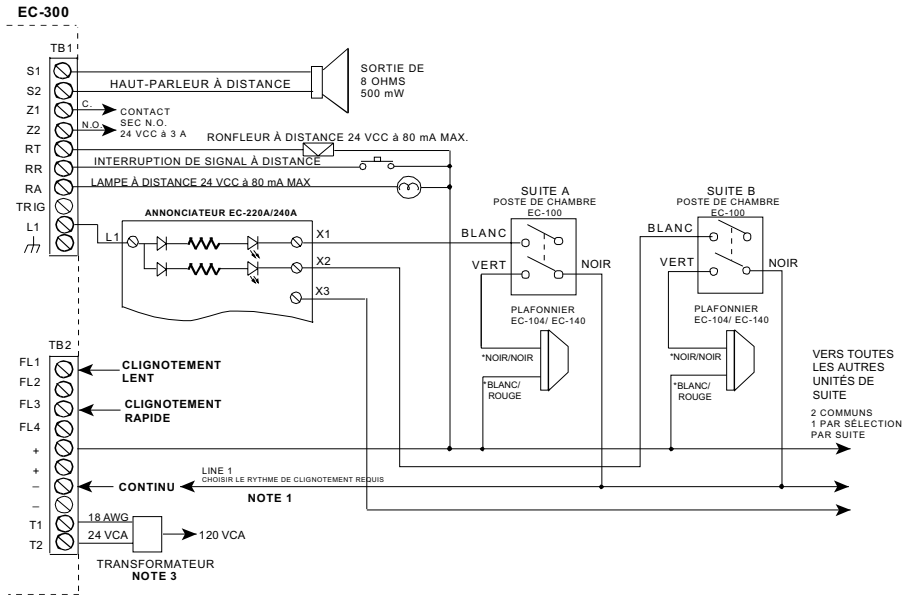 EC-300
TB1
S1
S2
Z1
Z2
RT
RR
RA
TRIG
L1
HAUT-PARLEUR À DISTANCE
SORTIE DE
8 OHMS
500 mW
C.
N.O.
CONTACT
SEC N.O.
24 VCC à 3 A
RONFLEUR À DISTANCE 24 VCC à 80 mA MAX.
INTERRUPTION DE SIGNAL À DISTANCE
LAMPE À DISTANCE 24 VCC à 80 mA MAX
ANNONCIATEUR EC-220A/240A
L1
X1
X2
X3
SUITE A
POSTE DE CHAMBRE
EC-100
BLANC
VERT
NOIR
PLAFONNIER
EC-104/ EC-140
*NOIR/NOIR
*BLANC/
ROUGE
SUITE B
POSTE DE CHAMBRE
EC-100
BLANC
VERT
NOIR
PLAFONNIER
EC-104/ EC-140
*NOIR/NOIR
*BLANC/
ROUGE
VERS TOUTES
LES AUTRES
UNITÉS DE
SUITE
2 COMMUNS
1 PAR SÉLECTION
PAR SUITE
TB2
FL1
FL2
FL3
FL4
+
+
–
–
T1
T2
CLIGNOTEMENT
LENT
CLIGNOTEMENT
RAPIDE
CONTINU
LINE 1
CHOISIR LE RYTHME DE CLIGNOTEMENT REQUIS
NOTE 1
18 AWG
24 VCA
120 VCA
TRANSFORMATEUR
NOTE 3